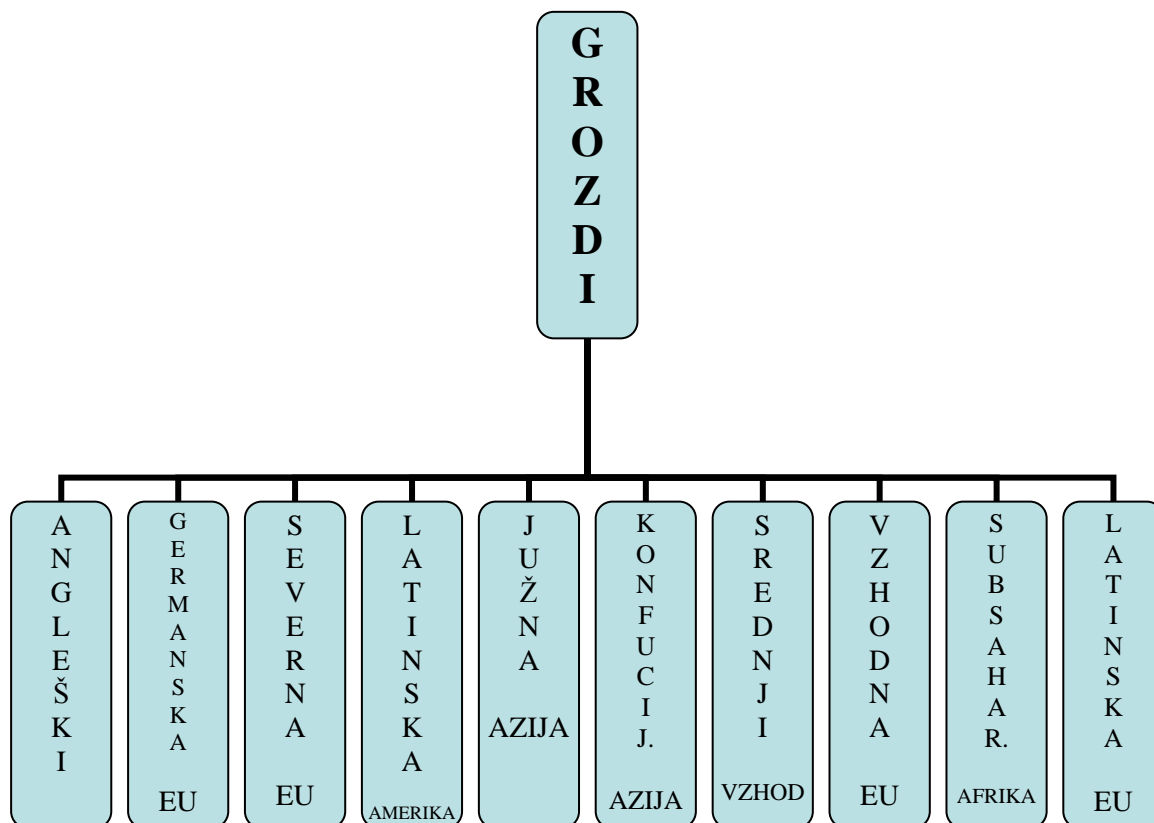 GROZDI
ANGLEŠKI
GERMANSKA
EU
SEVERNA
EU
LATINSKA
AMERIKA
JUŽNA
AZIJA
KONFUCIJ.
AZIJA
SREDNJI
VZHOD
VZHODNA
EU
SUBSAHAR.
AFRIKA
LATINSKA
EU